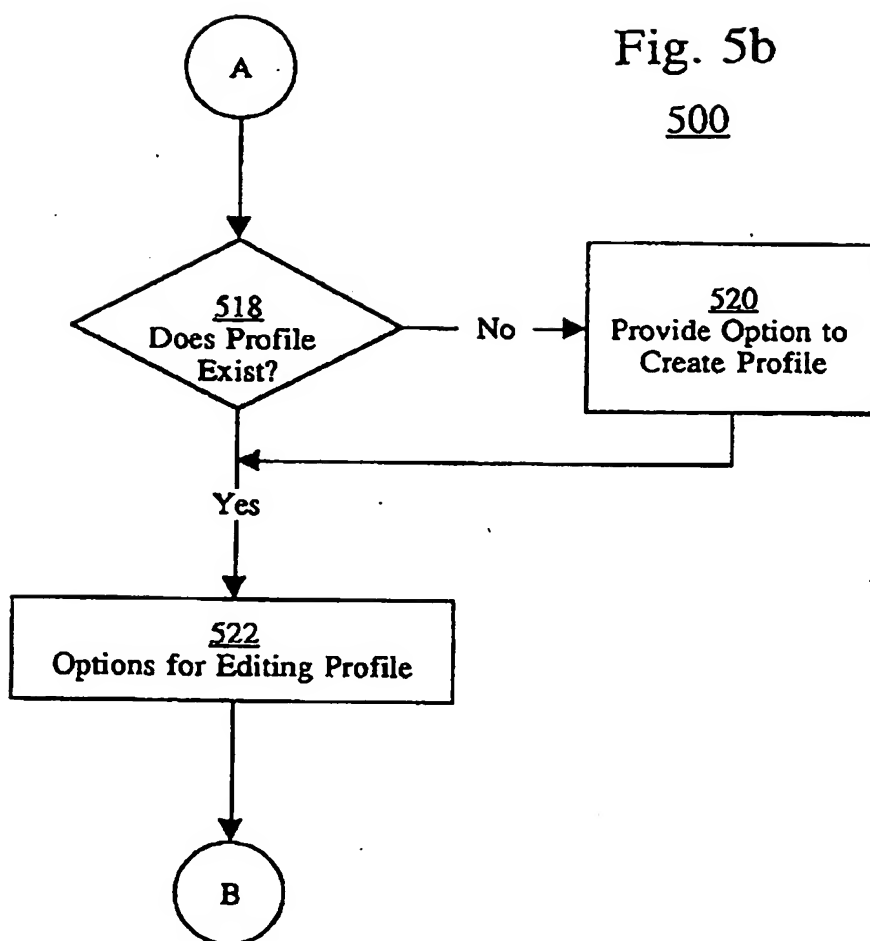 Fig. 5b
500
A
518
Does Profile
Exist?
No
520
Provide Option to
Create Profile
Yes
522
Options for Editing Profile
B